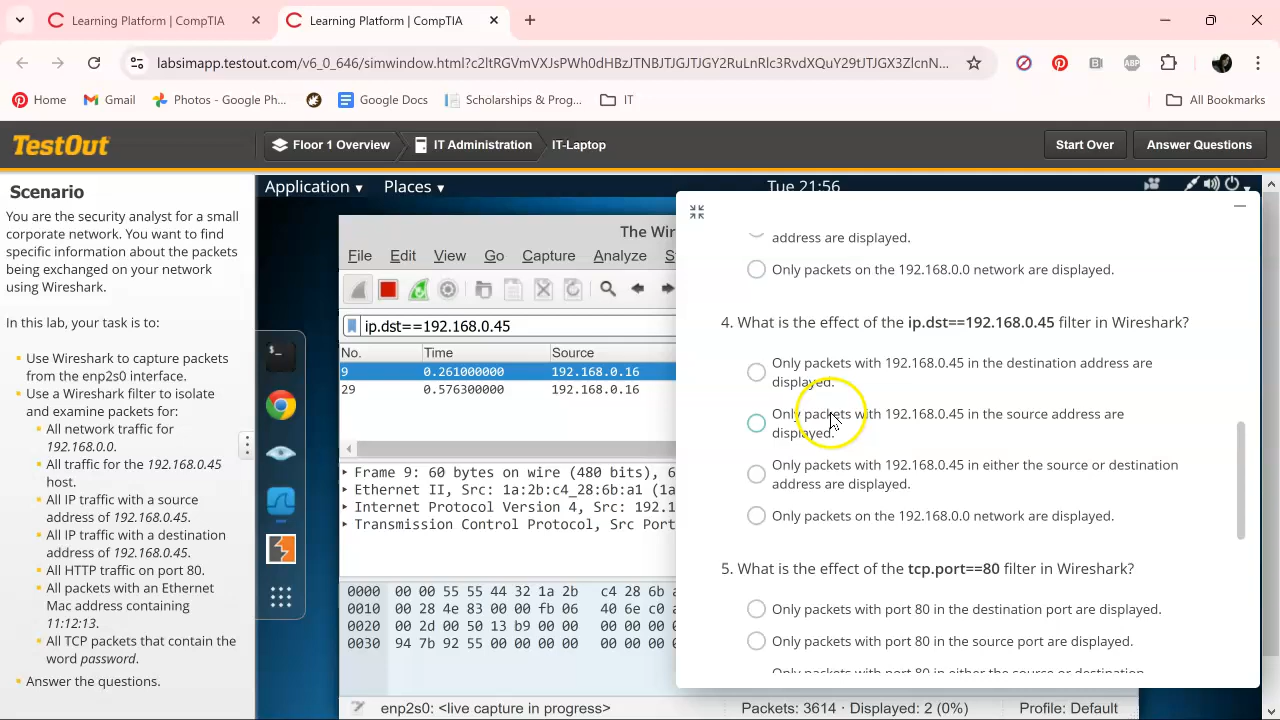 Learning Platform | CompTIA
Learning Platform | CompTIA
labsimapp.testout.com/v6_0_646/simwindow.html?c2ltRGVmVXJsPWh0dHBzJTNBJTJGJTJGY2RuLnRlc3RvdXQuY29tJTJGX3ZlcnN...
Home
Gmail
Photos - Google Ph...
Google Docs
Scholarships & Prog...
IT
All Bookmarks
TestOut
Floor 1 Overview
IT Administration
IT-Laptop
Start Over
Answer Questions
Scenario
You are the security analyst for a small
corporate network. You want to find
specific information about the packets
being exchanged on your network
using Wireshark.
In this lab, your task is to:
Use Wireshark to capture packets
from the enp2s0 interface.
Use a Wireshark filter to isolate
and examine packets for:
All network traffic for
192.168.0.0.
All traffic for the 192.168.0.45
host.
All IP traffic with a source
address of 192.168.0.45.
All IP traffic with a destination
address of 192.168.0.45.
All HTTP traffic on port 80.
All packets with an Ethernet
Mac address containing
11:12:13.
All TCP packets that contain the
word password.
Answer the questions.
Application
Places
Tue 21:56
The Wir
File Edit View Go Capture Analyze S
ip.dst==192.168.0.45
No. Time Source
9 0.261000000 192.168.0.16
29 0.576300000 192.168.0.16
Frame 9: 60 bytes on wire (480 bits), 6
Ethernet II, Src: 1a:2b:c4_28:6b:a1 (1a
Internet Protocol Version 4, Src: 192.1
Transmission Control Protocol, Src Port
0000 00 00 55 55 44 32 1a 2b c4 28 6b a
0010 00 28 4e 83 00 00 fb 06 40 6e c0 a
0020 00 2d 00 50 13 b9 00 00 00 00 00 0
0030 94 7b 92 55 00 00 00 00 00 00 00 0
enp2s0: <live capture in progress>
Packets: 3614 · Displayed: 2 (0%)
Profile: Default
address are displayed.
Only packets on the 192.168.0.0 network are displayed.
4. What is the effect of the ip.dst==192.168.0.45 filter in Wireshark?
Only packets with 192.168.0.45 in the destination address are
displayed.
Only packets with 192.168.0.45 in the source address are
displayed.
Only packets with 192.168.0.45 in either the source or destination
address are displayed.
Only packets on the 192.168.0.0 network are displayed.
5. What is the effect of the tcp.port==80 filter in Wireshark?
Only packets with port 80 in the destination port are displayed.
Only packets with port 80 in the source port are displayed.
Only packets with port 80 in either the source or destination